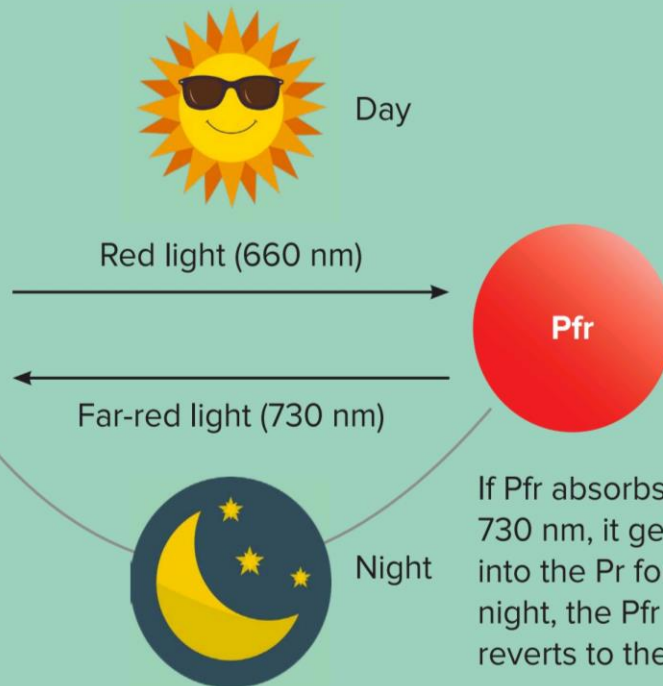 Day
Red light (660 nm)
Pfr
Far-red light (730 nm)
Night
If Pfr absorbs
730 nm, it ge
into the Pr fo
night, the Pfr
reverts to the